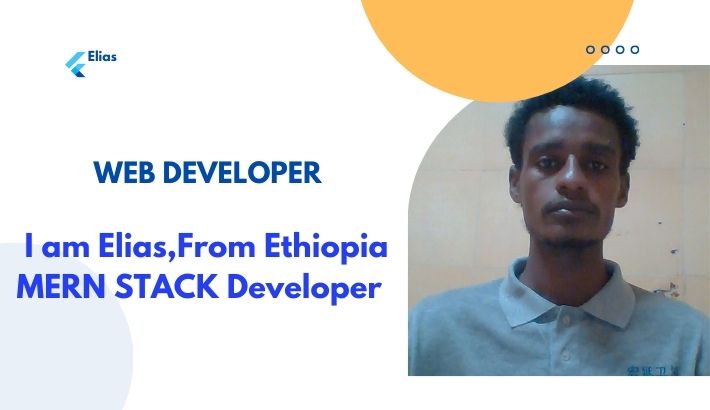 Elias
WEB DEVELOPER
I am Elias,From Ethiopia
MERN STACK Developer